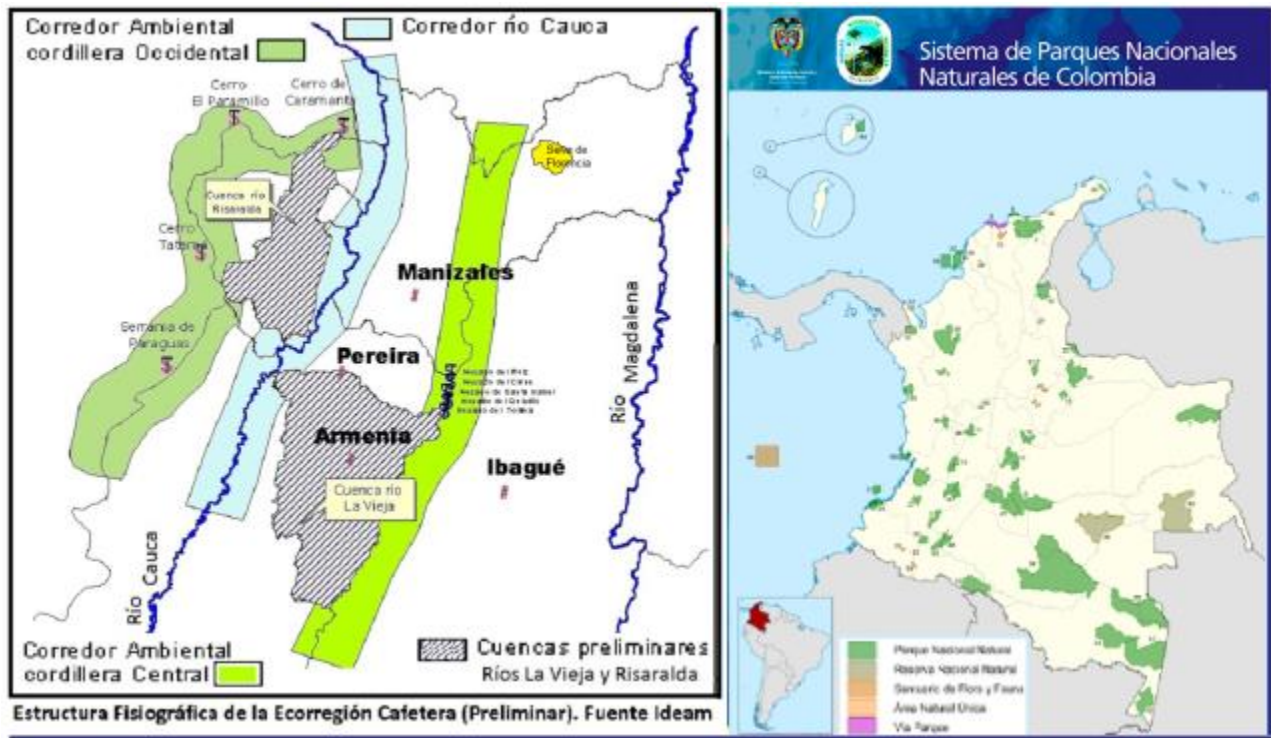 Corredor Ambiental
cordillera Occidental
Corredor río Cauca
Cerro
El Paramillo
Cerro de
Caramanta
Selva de
Florencia
Cuenca río
Risaralda
Cerro
Tatamá
Manizales
Serranía de
Paraguas
Pereira
Río Magdalena
Armenia
Ibagué
Cuenca río
La Vieja
Río Cauca
Corredor Ambiental
cordillera Central
Cuencas preliminares
Ríos La Vieja y Risaralda
Estructura Fisiográfica de la Ecorregión Cafetera (Preliminar). Fuente Ideam
Sistema de Parques Nacionales
Naturales de Colombia
Parque Nacional Natural
Reserva Nacional Natural
Santuario de Flora y Fauna
Área Natural Única
Vía Parque